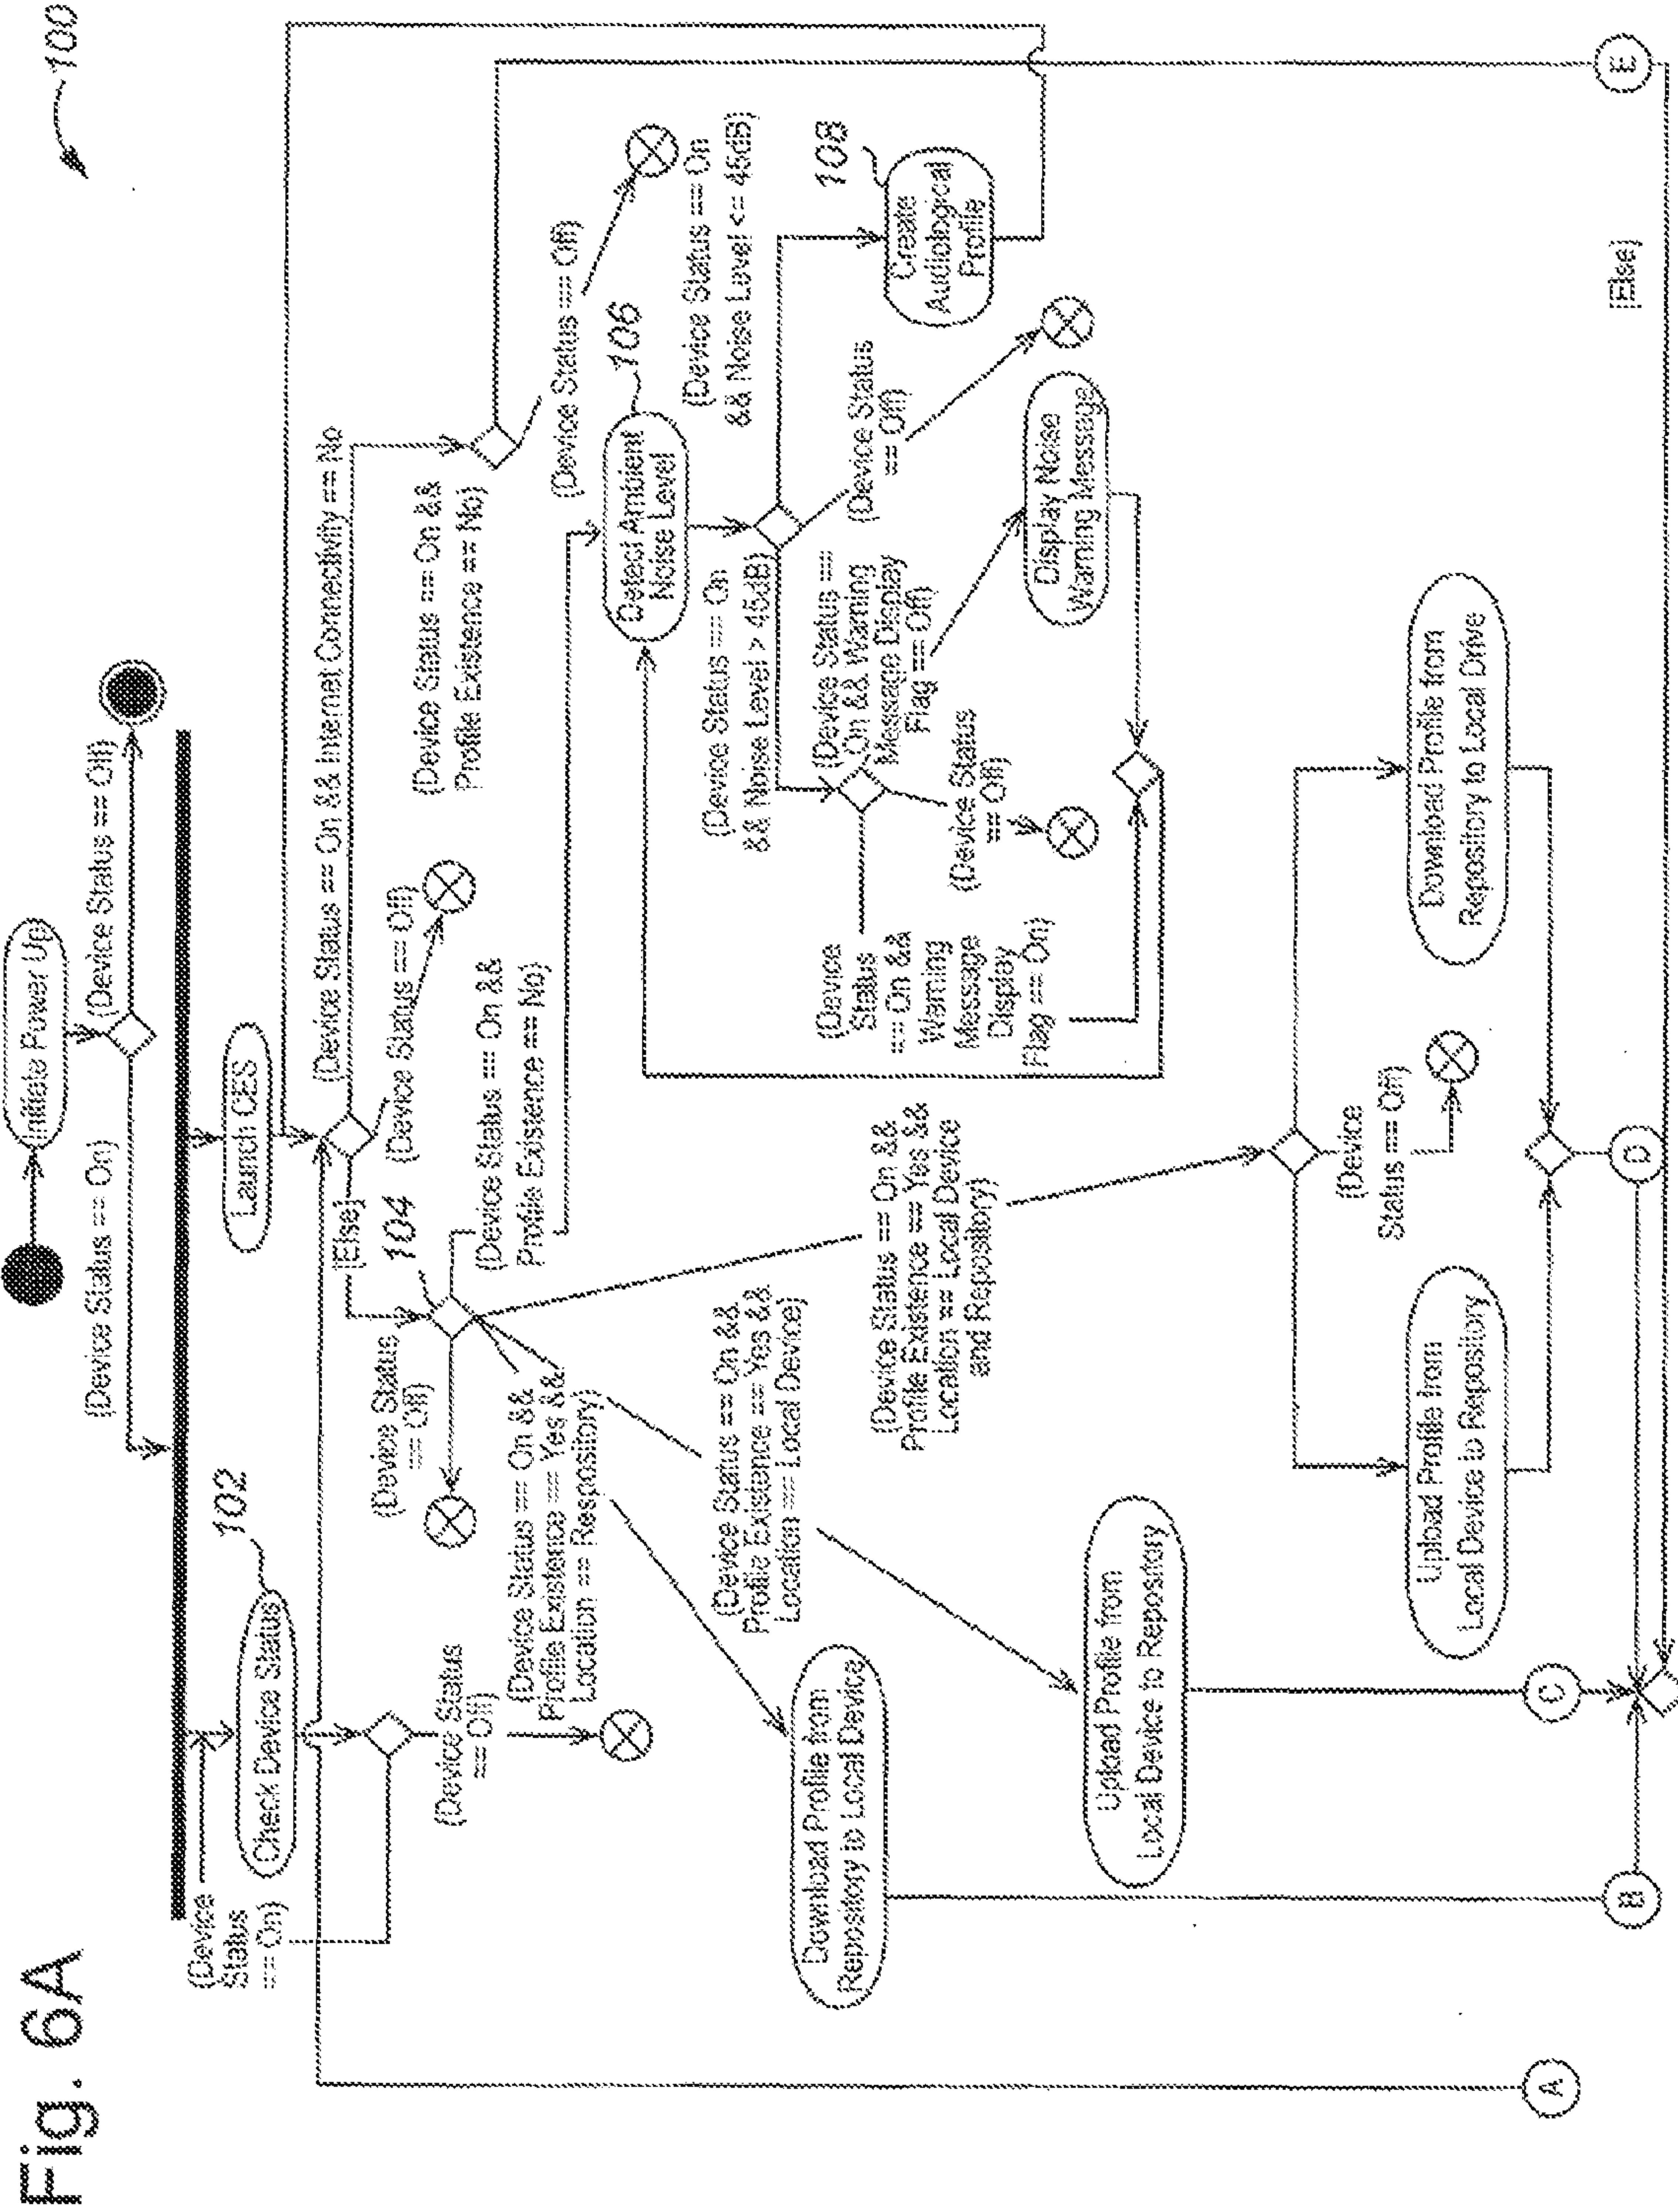 Fig. 6A
100
Initiate Power Up
(Device Status == On)
(Device Status == Off)
102
Check Device Status
(Device
Status
== On)
(Device Status
== Off)
Launch CES
(Device Status == On && Internet Connectivity == No
[Else]
(Device Status == Off)
104
(Device Status
== Off)
(Device Status == On &&
Profile Existence == No)
(Device Status == On &&
Profile Existence == No)
(Device Status == Off)
(Device Status == On &&
Profile Existence == Yes &&
Location == Respository)
(Device Status == On &&
Profile Existence == Yes &&
Location == Local Device)
(Device Status == On &&
Profile Existence == Yes &&
Location == Local Device
and Repository)
106
Detect Ambient
Noise Level
(Device Status == On
&& Noise Level > 45dB)
(Device Status == On
&& Noise Level <= 45dB)
(Device Status
== Off)
108
Create
Audiological
Profile
(Device Status ==
On && Warning
Message Display
Flag == Off)
(Device Status
== Off)
(Device
Status
== On &&
Warning
Message
Display
Flag == On)
Display Noise
Warning Message
Download Profile from
Repository to Local Device
Upload Profile from
Local Device to Repository
Upload Profile from
Local Device to Repository
(Device
Status == Off)
Download Profile from
Repository to Local Drive
[Else]
A
B
C
D
E